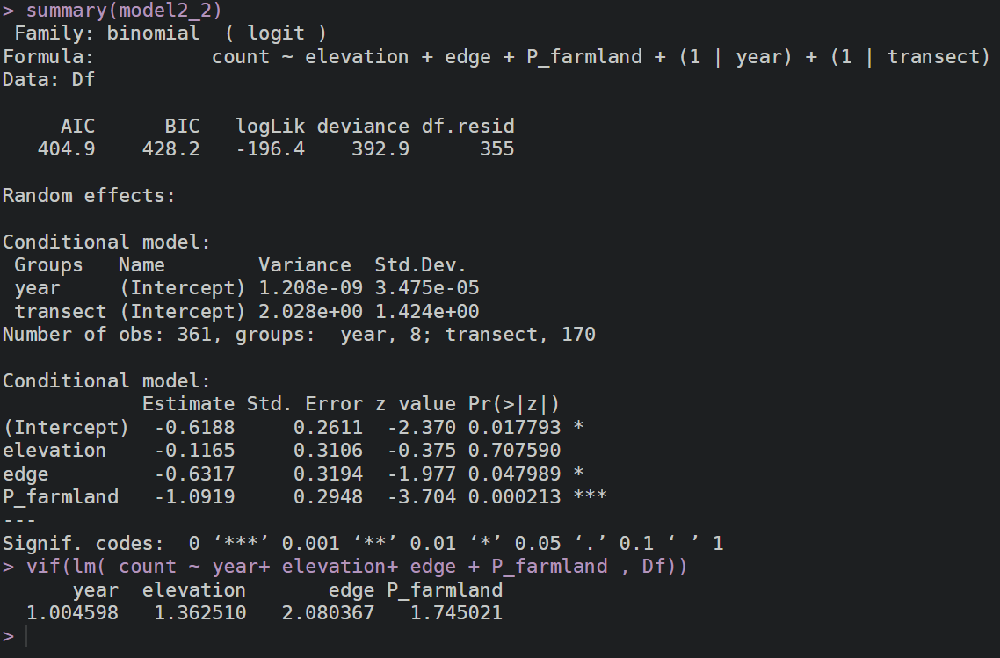 > summary(model2_2)
 Family: binomial  ( logit )
Formula:          count ~ elevation + edge + P_farmland + (1 | year) + (1 | transect)
Data: Df

     AIC      BIC   logLik deviance df.resid
   404.9    428.2   -196.4    392.9      355

Random effects:

Conditional model:
 Groups   Name        Variance  Std.Dev.
 year     (Intercept) 1.208e-09 3.475e-05
 transect (Intercept) 2.028e+00 1.424e+00
Number of obs: 361, groups:  year, 8; transect, 170

Conditional model:
            Estimate Std. Error z value Pr(>|z|)
(Intercept)  -0.6188     0.2611  -2.370 0.017793 *
elevation    -0.1165     0.3106  -0.375 0.707590
edge         -0.6317     0.3194  -1.977 0.047989 *
P_farmland   -1.0919     0.2948  -3.704 0.000213 ***
---
Signif. codes:  0 ‘***’ 0.001 ‘**’ 0.01 ‘*’ 0.05 ‘.’ 0.1 ‘ ’ 1
> vif(lm( count ~ year+ elevation+ edge + P_farmland , Df))
      year  elevation       edge P_farmland
  1.004598   1.362510   2.080367   1.745021
>